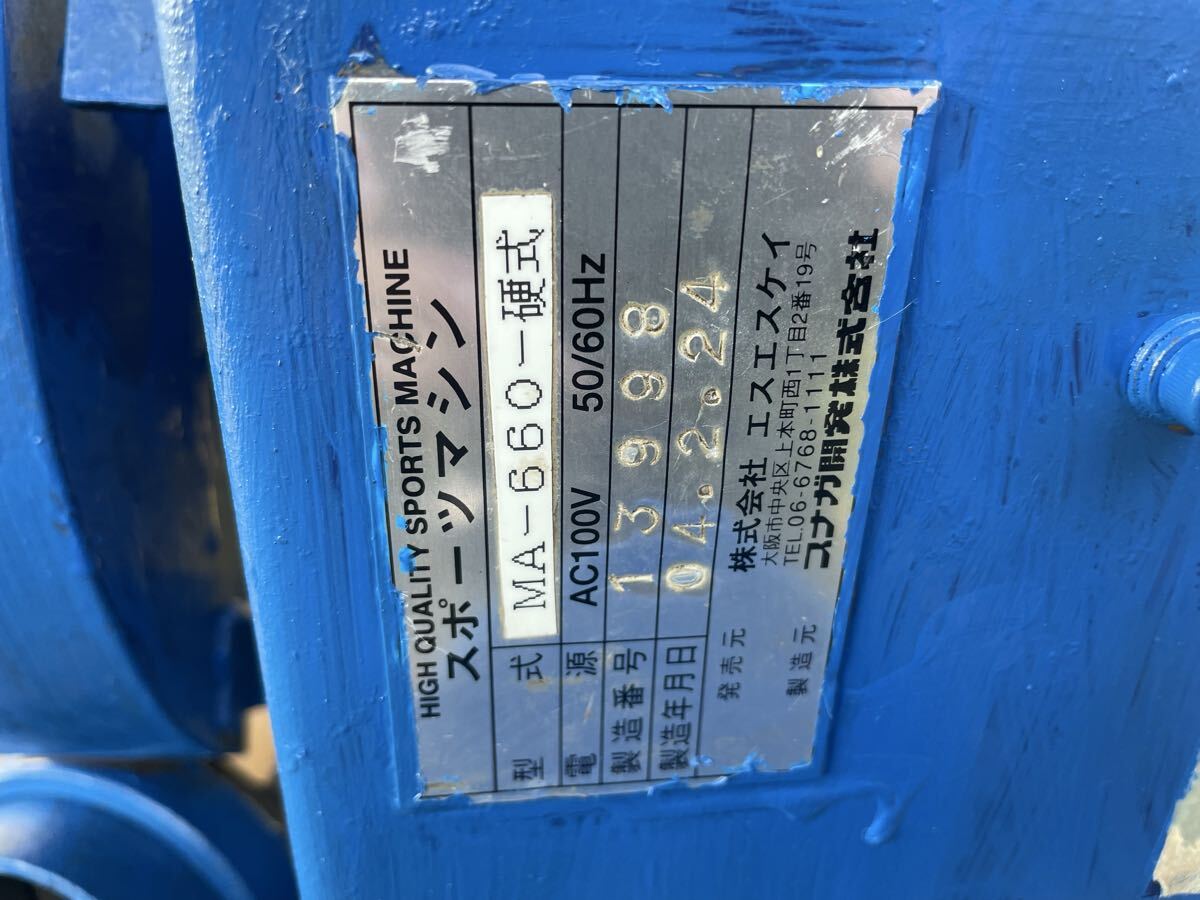 HIGH QUALITY SPORTS MACHINE
スポーツマシン
型式 MA-660-硬式
電源 AC100V 50/60Hz
製造番号 13998
製造年月日 04.2.24
発売元 株式会社 エスエスケイ
大阪市中央区上本町西1丁目2番19号
TEL.06-6768-1111
製造元 スナガ開発株式会社